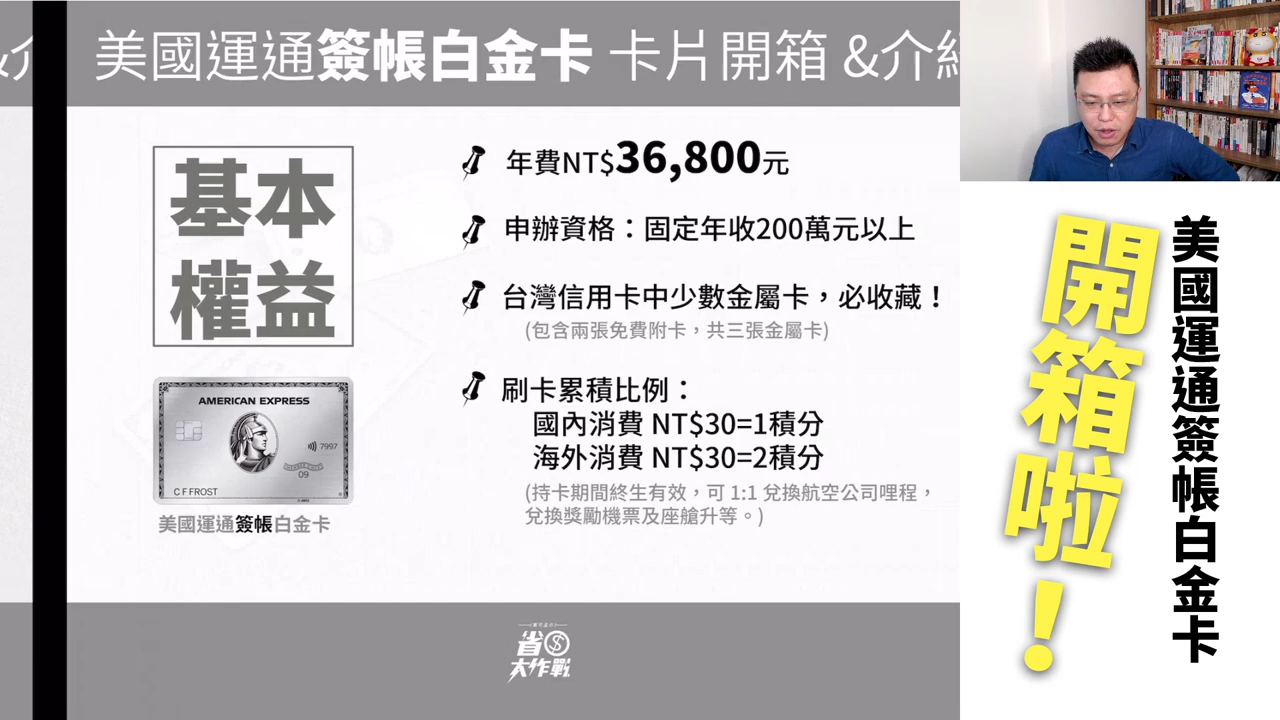 &介
美國運通簽帳白金卡 卡片開箱 &介紹
基本
權益
年費NT$36,800元
申辦資格：固定年收200萬元以上
台灣信用卡中少數金屬卡，必收藏！
(包含兩張免費附卡，共三張金屬卡)
刷卡累積比例：
國內消費 NT$30=1積分
海外消費 NT$30=2積分
(持卡期間終生有效，可 1:1 兌換航空公司哩程，
兌換獎勵機票及座艙升等。)
AMERICAN EXPRESS
7997
09
C F FROST
美國運通簽帳白金卡
省
大作戰
美國運通簽帳白金卡
開箱啦！